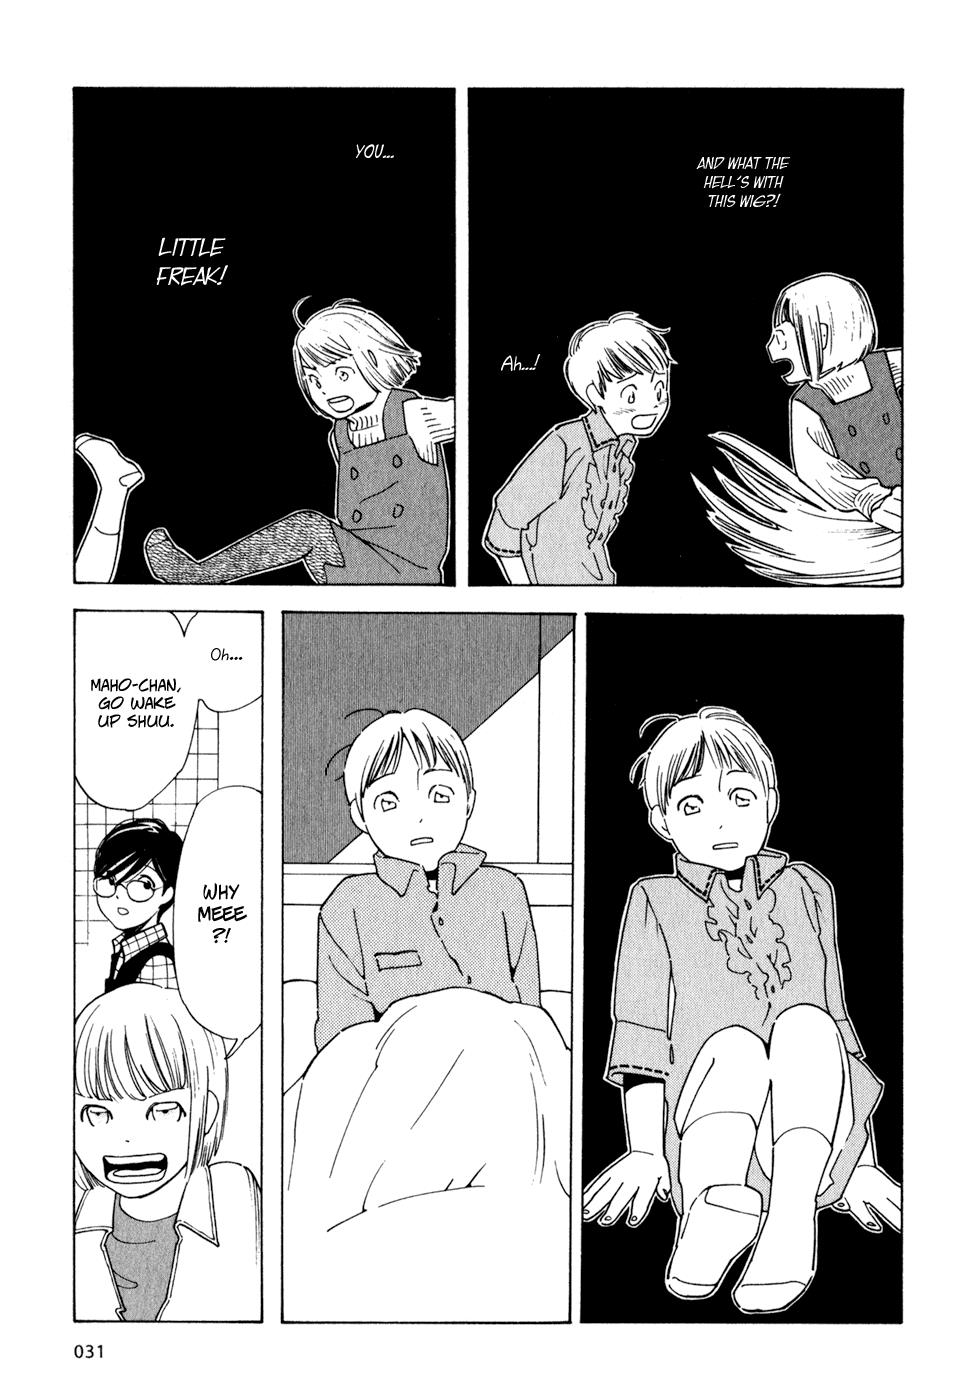 AND WHAT THE
HELL'S WITH
THIS WIG?!
Ah...!
YOU...
LITTLE
FREAK!
Oh...
MAHO-CHAN,
GO WAKE
UP SHUU.
WHY
MEEE
?!
031